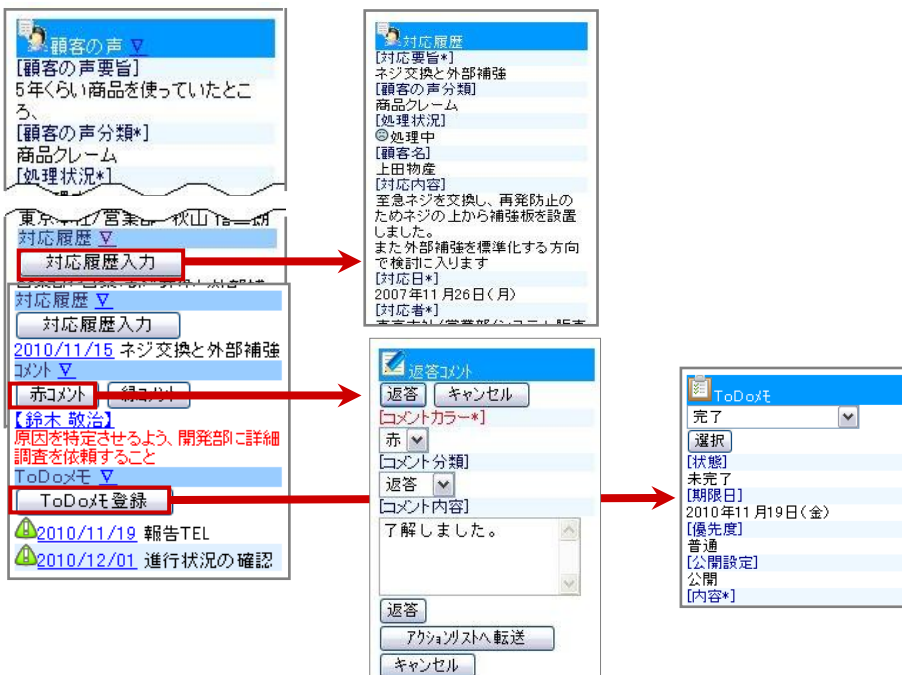 顧客の声 ▽
[顧客の声要旨]
5年くらい商品を使っていたとこ
ろ、
[顧客の声分類*]
商品クレーム
[処理状況*]
対応履歴 ▽
対応履歴入力
対応履歴 ▽
対応履歴入力
2010/11/15 ネジ交換と外部補強
コメント ▽
赤コメント 緑コメント
【鈴木 敬治】
原因を特定させるよう、開発部に詳細
調査を依頼すること
ToDoメモ ▽
ToDoメモ登録
2010/11/19 報告TEL
2010/12/01 進行状況の確認
対応履歴
[対応要旨*]
ネジ交換と外部補強
[顧客の声分類]
商品クレーム
[処理状況]
処理中
[顧客名]
上田物産
[対応内容]
至急ネジを交換し、再発防止の
ためネジの上から補強板を設置
しました。
また外部補強を標準化する方向
で検討に入ります
[対応日*]
2007年11月26日(月)
[対応者*]
返答コメント
返答 キャンセル
[コメントカラー*]
赤
[コメント分類]
返答
[コメント内容]
了解しました。
返答
アクションリストへ転送
キャンセル
ToDoメモ
完了
選択
[状態]
未完了
[期限日]
2010年11月19日(金)
[優先度]
普通
[公開設定]
公開
[内容*]